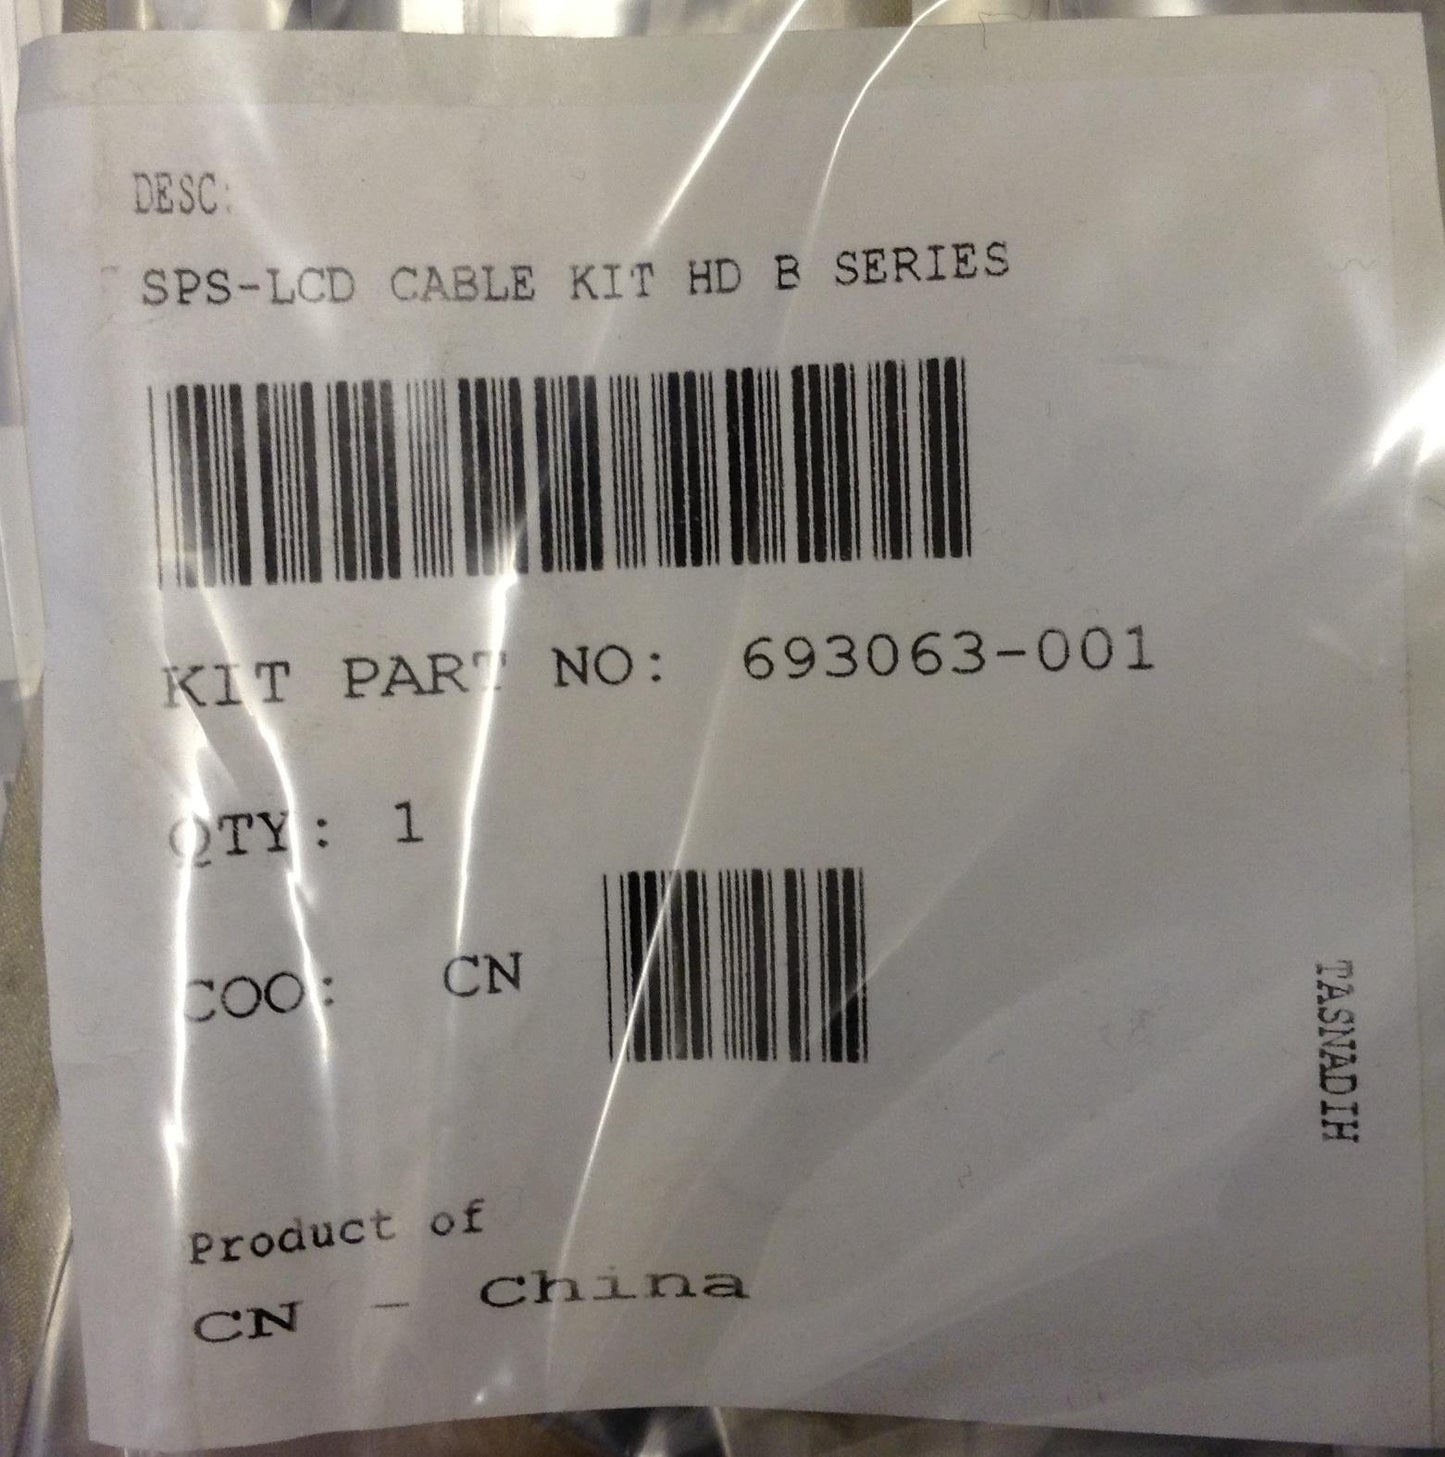 DESC:
SPS-LCD CABLE KIT HD B SERIES
KIT PART NO: 693063-001
QTY: 1
COO: CN
Product of
CN - China
TASNADIH